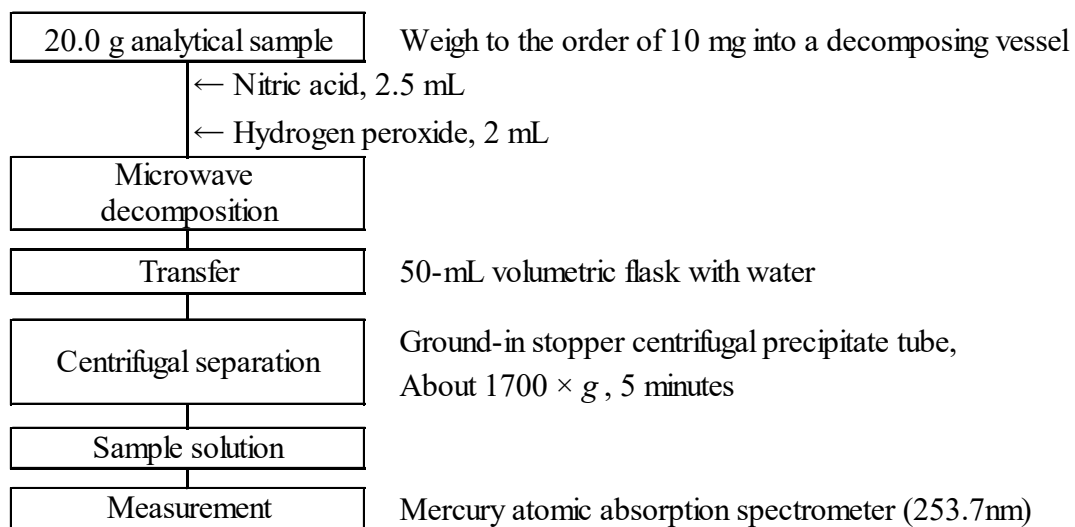 20.0 g analytical sample Weigh to the order of 10 mg into a decomposing vessel
← Nitric acid, 2.5 mL
← Hydrogen peroxide, 2 mL
Microwave
decomposition
Transfer 50-mL volumetric flask with water
Centrifugal separation Ground-in stopper centrifugal precipitate tube,
About 1700 × g , 5 minutes
Sample solution
Measurement Mercury atomic absorption spectrometer (253.7nm)